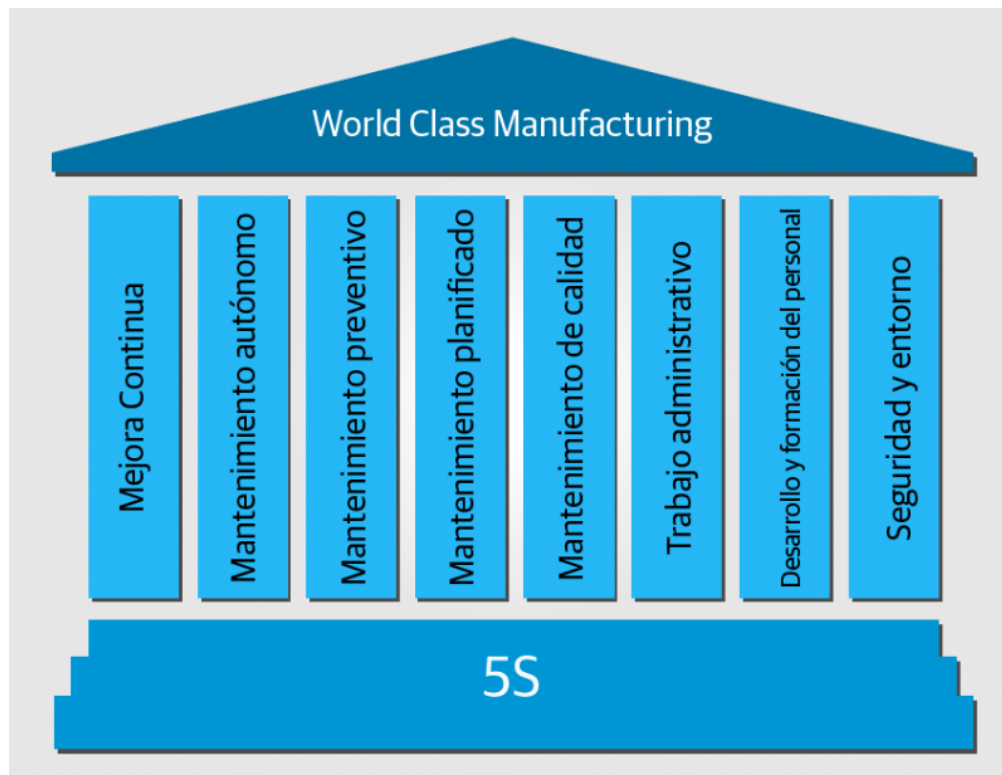 World Class Manufacturing
Mejora Continua
Mantenimiento autónomo
Mantenimiento preventivo
Mantenimiento planificado
Mantenimiento de calidad
Trabajo administrativo
Desarrollo y formación del personal
Seguridad y entorno
5S